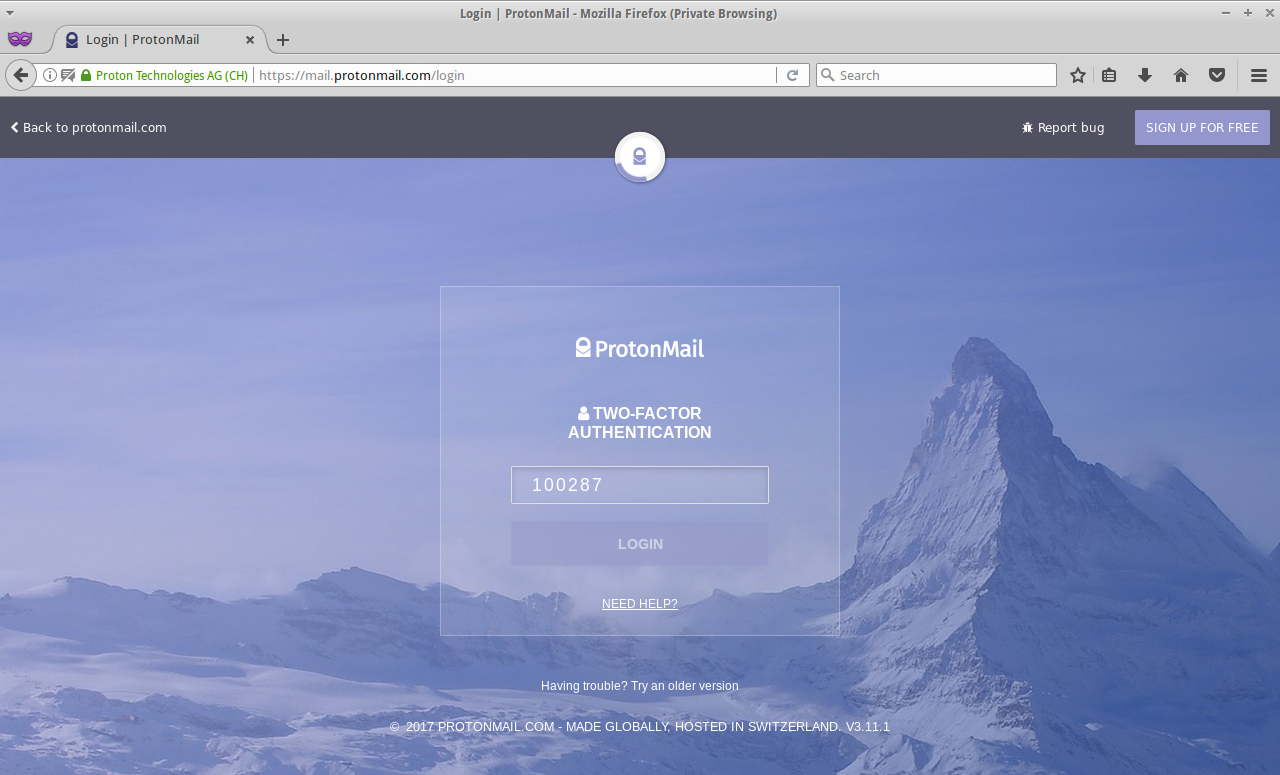 Login | ProtonMail - Mozilla Firefox (Private Browsing)
Login | ProtonMail
Proton Technologies AG (CH)
https://mail.protonmail.com/login
Search
Back to protonmail.com
Report bug
SIGN UP FOR FREE
ProtonMail
TWO-FACTOR
AUTHENTICATION
100287
LOGIN
NEED HELP?
Having trouble? Try an older version
© 2017 PROTONMAIL.COM - MADE GLOBALLY, HOSTED IN SWITZERLAND. V3.11.1